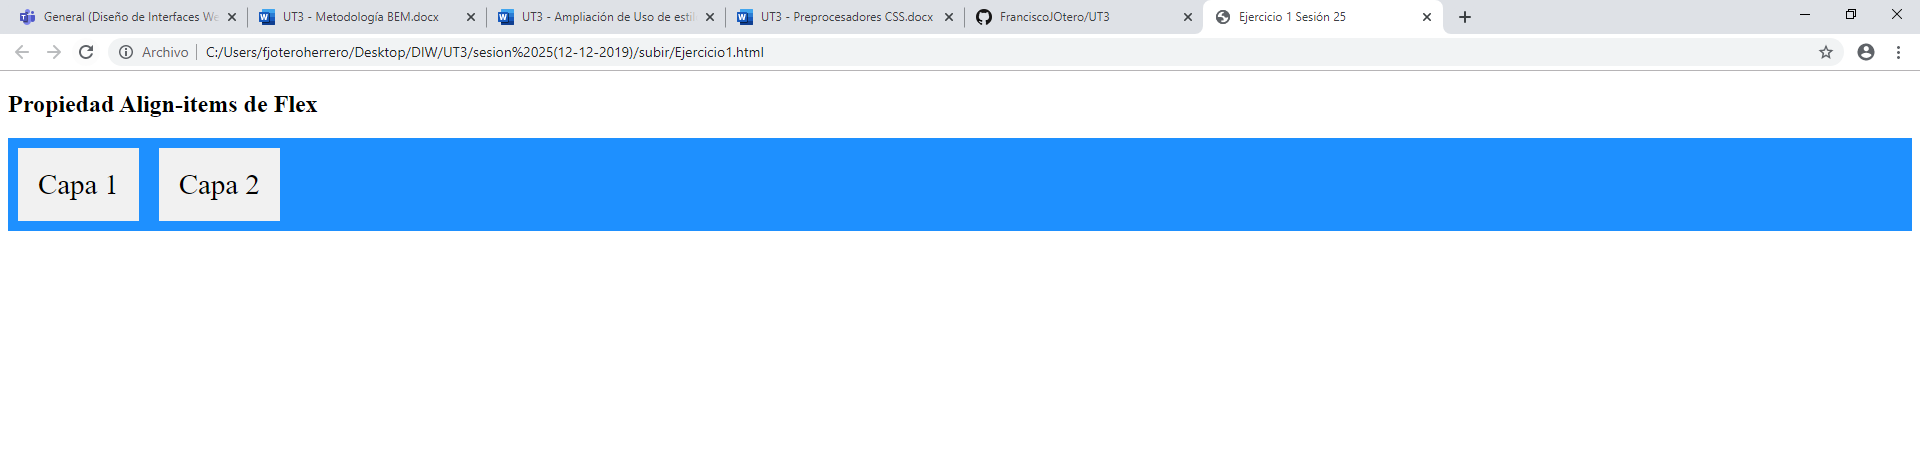 General (Diseño de Interfaces We
UT3 - Metodología BEM.docx
UT3 - Ampliación de Uso de estil
UT3 - Preprocesadores CSS.docx
FranciscoJOtero/UT3
Ejercicio 1 Sesión 25
Archivo
C:/Users/fjoteroherrero/Desktop/DIW/UT3/sesion%2025(12-12-2019)/subir/Ejercicio1.html
Propiedad Align-items de Flex
Capa 1
Capa 2